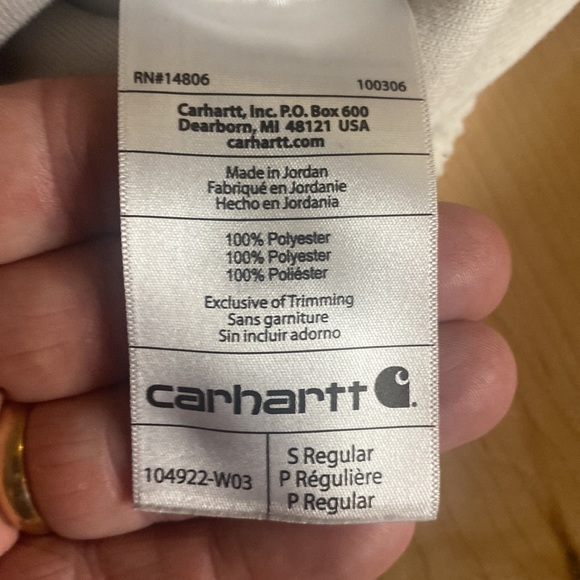 RN#14806 100306
Carhartt, Inc. P.O. Box 600
Dearborn, MI 48121 USA
carhartt.com
Made in Jordan
Fabriqué en Jordanie
Hecho en Jordania
100% Polyester
100% Polyester
100% Poliéster
Exclusive of Trimming
Sans garniture
Sin incluir adorno
carhartt
104922-W03
S Regular
P Régulière
P Regular